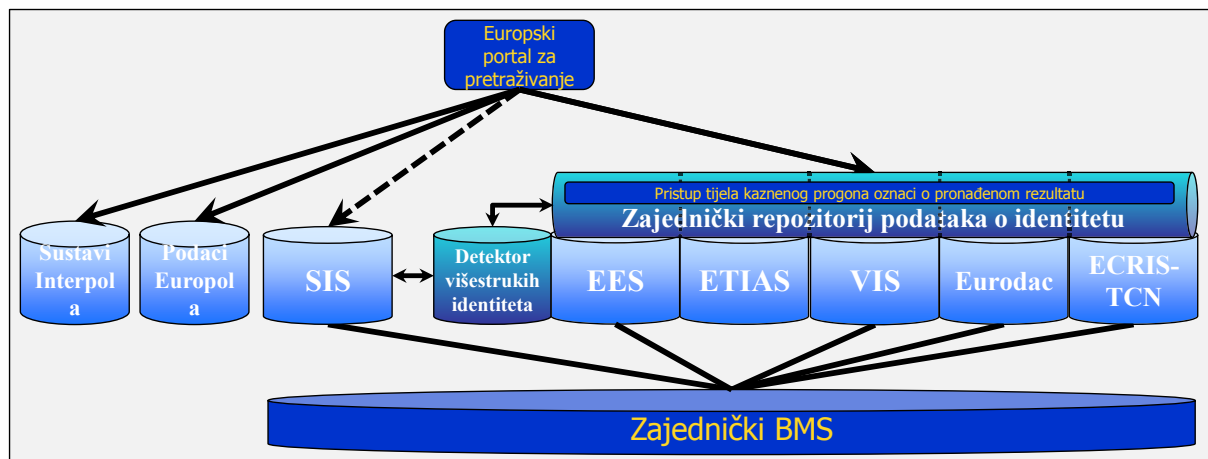 Europski
portal za
pretraživanje
Pristup tijela kaznenog progona oznaci o pronađenom rezultatu
Zajednički repozitorij podataka o identitetu
Sustavi
Interpol
a
Podaci
Europol
a
SIS
Detektor
višestrukih
identiteta
EES
ETIAS
VIS
Eurodac
ECRIS-
TCN
Zajednički BMS